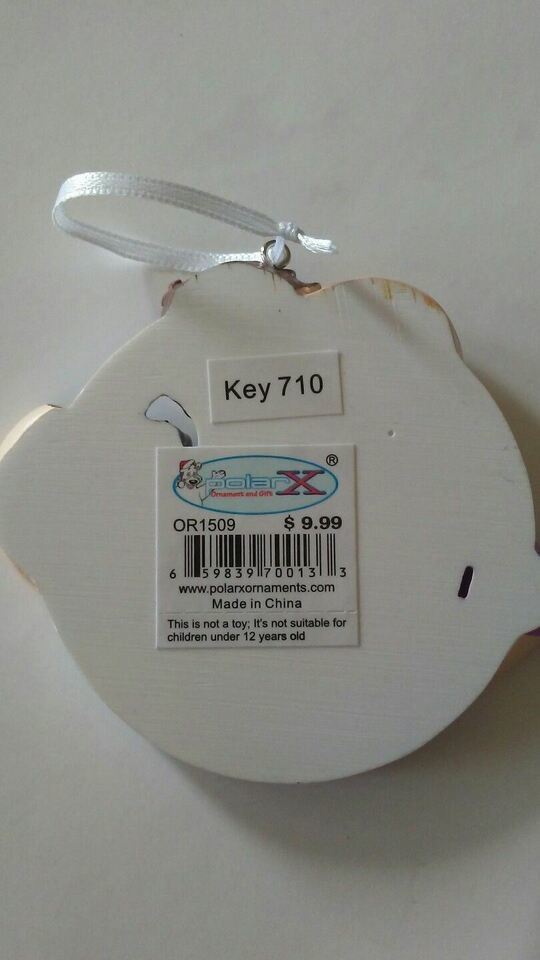 Key 710
polarX®
Ornament and Gifts
OR1509 $ 9.99
6 59839 70013 3
www.polarxornaments.com
Made in China
This is not a toy; It's not suitable for
children under 12 years old